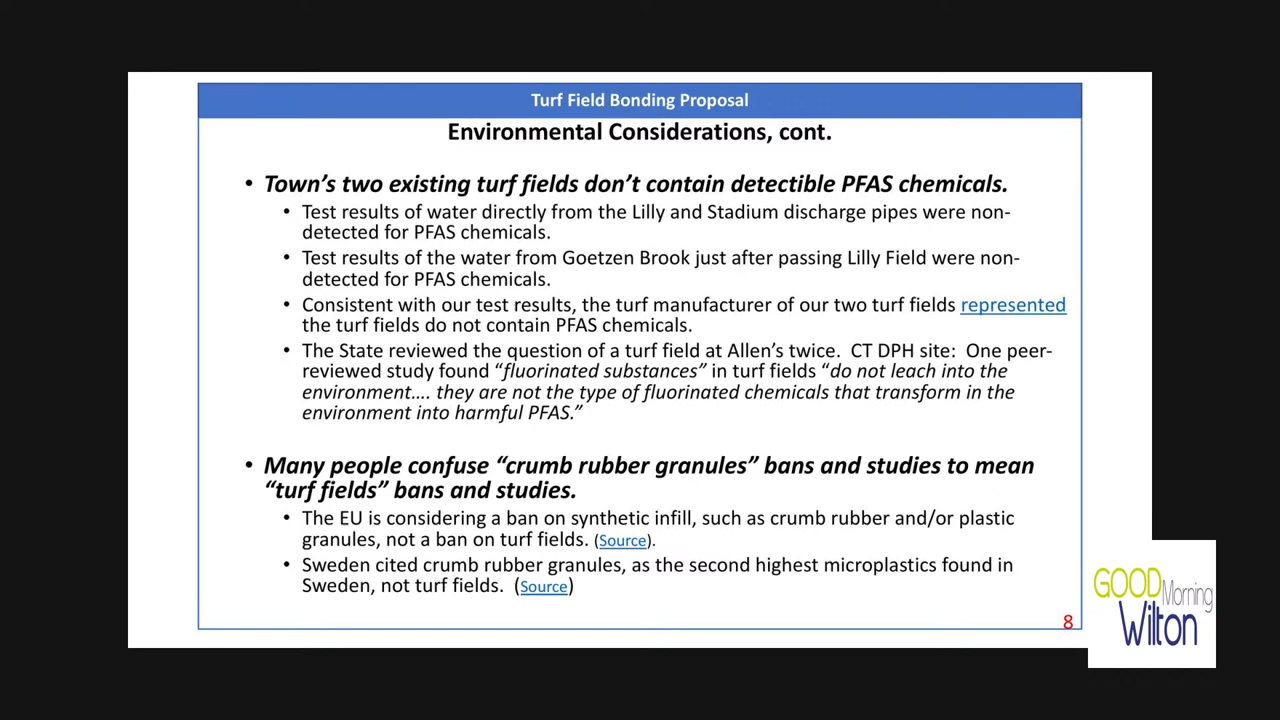 Turf Field Bonding Proposal
Environmental Considerations, cont.
• Town’s two existing turf fields don’t contain detectible PFAS chemicals.
• Test results of water directly from the Lilly and Stadium discharge pipes were non-
detected for PFAS chemicals.
• Test results of the water from Goetzen Brook just after passing Lilly Field were non-
detected for PFAS chemicals.
• Consistent with our test results, the turf manufacturer of our two turf fields represented
the turf fields do not contain PFAS chemicals.
• The State reviewed the question of a turf field at Allen’s twice.  CT DPH site:  One peer-
reviewed study found “fluorinated substances” in turf fields “do not leach into the
environment…. they are not the type of fluorinated chemicals that transform in the
environment into harmful PFAS.”
• Many people confuse “crumb rubber granules” bans and studies to mean
“turf fields” bans and studies.
• The EU is considering a ban on synthetic infill, such as crumb rubber and/or plastic
granules, not a ban on turf fields. (Source).
• Sweden cited crumb rubber granules, as the second highest microplastics found in
Sweden, not turf fields.  (Source)
8
GOOD Morning
Wilton